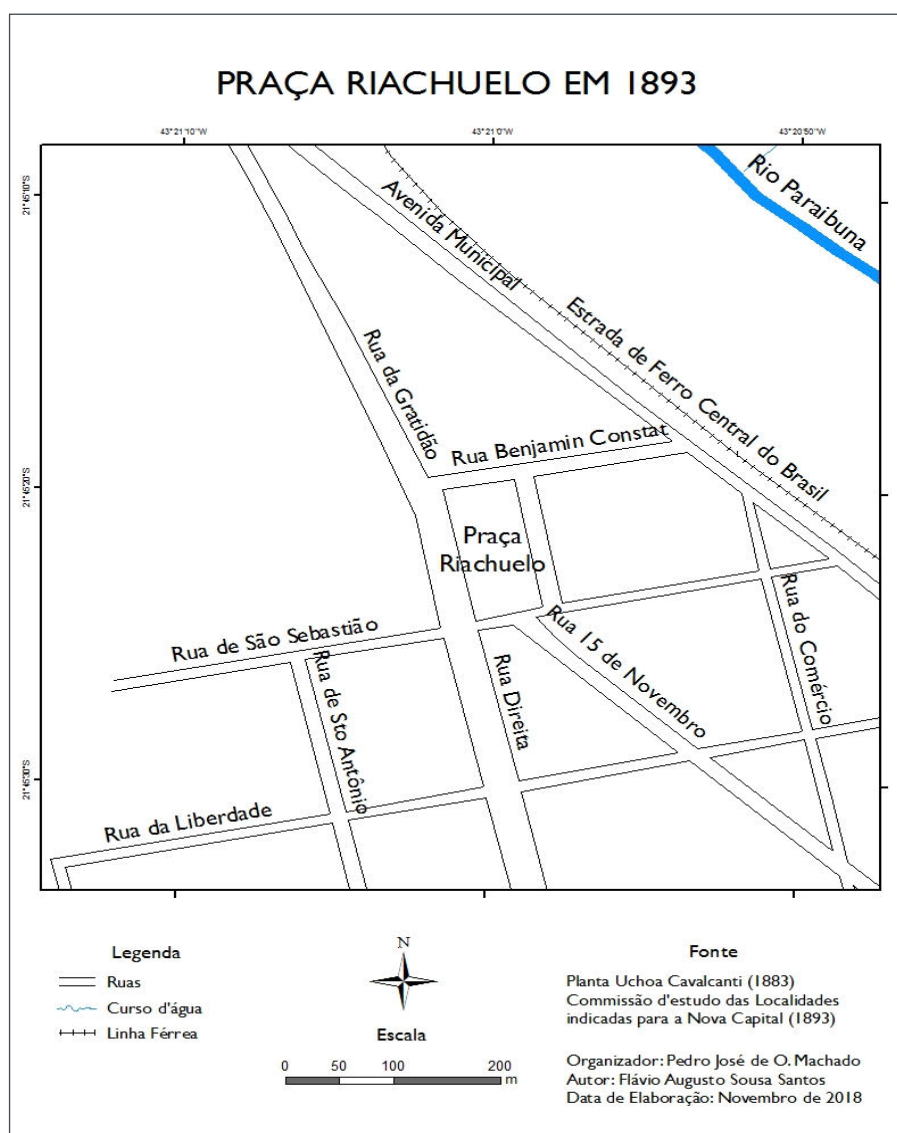 PRAÇA RIACHUELO EM 1893
43°21'10"W
43°21'0"W
43°20'50"W
21°45'10"S
21°45'20"S
21°45'30"S
Rio Paraibuna
Avenida Municipal
Estrada de Ferro Central do Brasil
Rua da Gratidão
Rua Benjamin Constat
Praça
Riachuelo
Rua de São Sebastião
Rua 15 de Novembro
Rua do Comércio
Rua de Sto Antônio
Rua Direita
Rua da Liberdade
Legenda
Ruas
Curso d'água
Linha Férrea
N
Escala
0 50 100 200
m
Fonte
Planta Uchoa Cavalcanti (1883)
Commissão d'estudo das Localidades
indicadas para a Nova Capital (1893)
Organizador: Pedro José de O. Machado
Autor: Flávio Augusto Sousa Santos
Data de Elaboração: Novembro de 2018